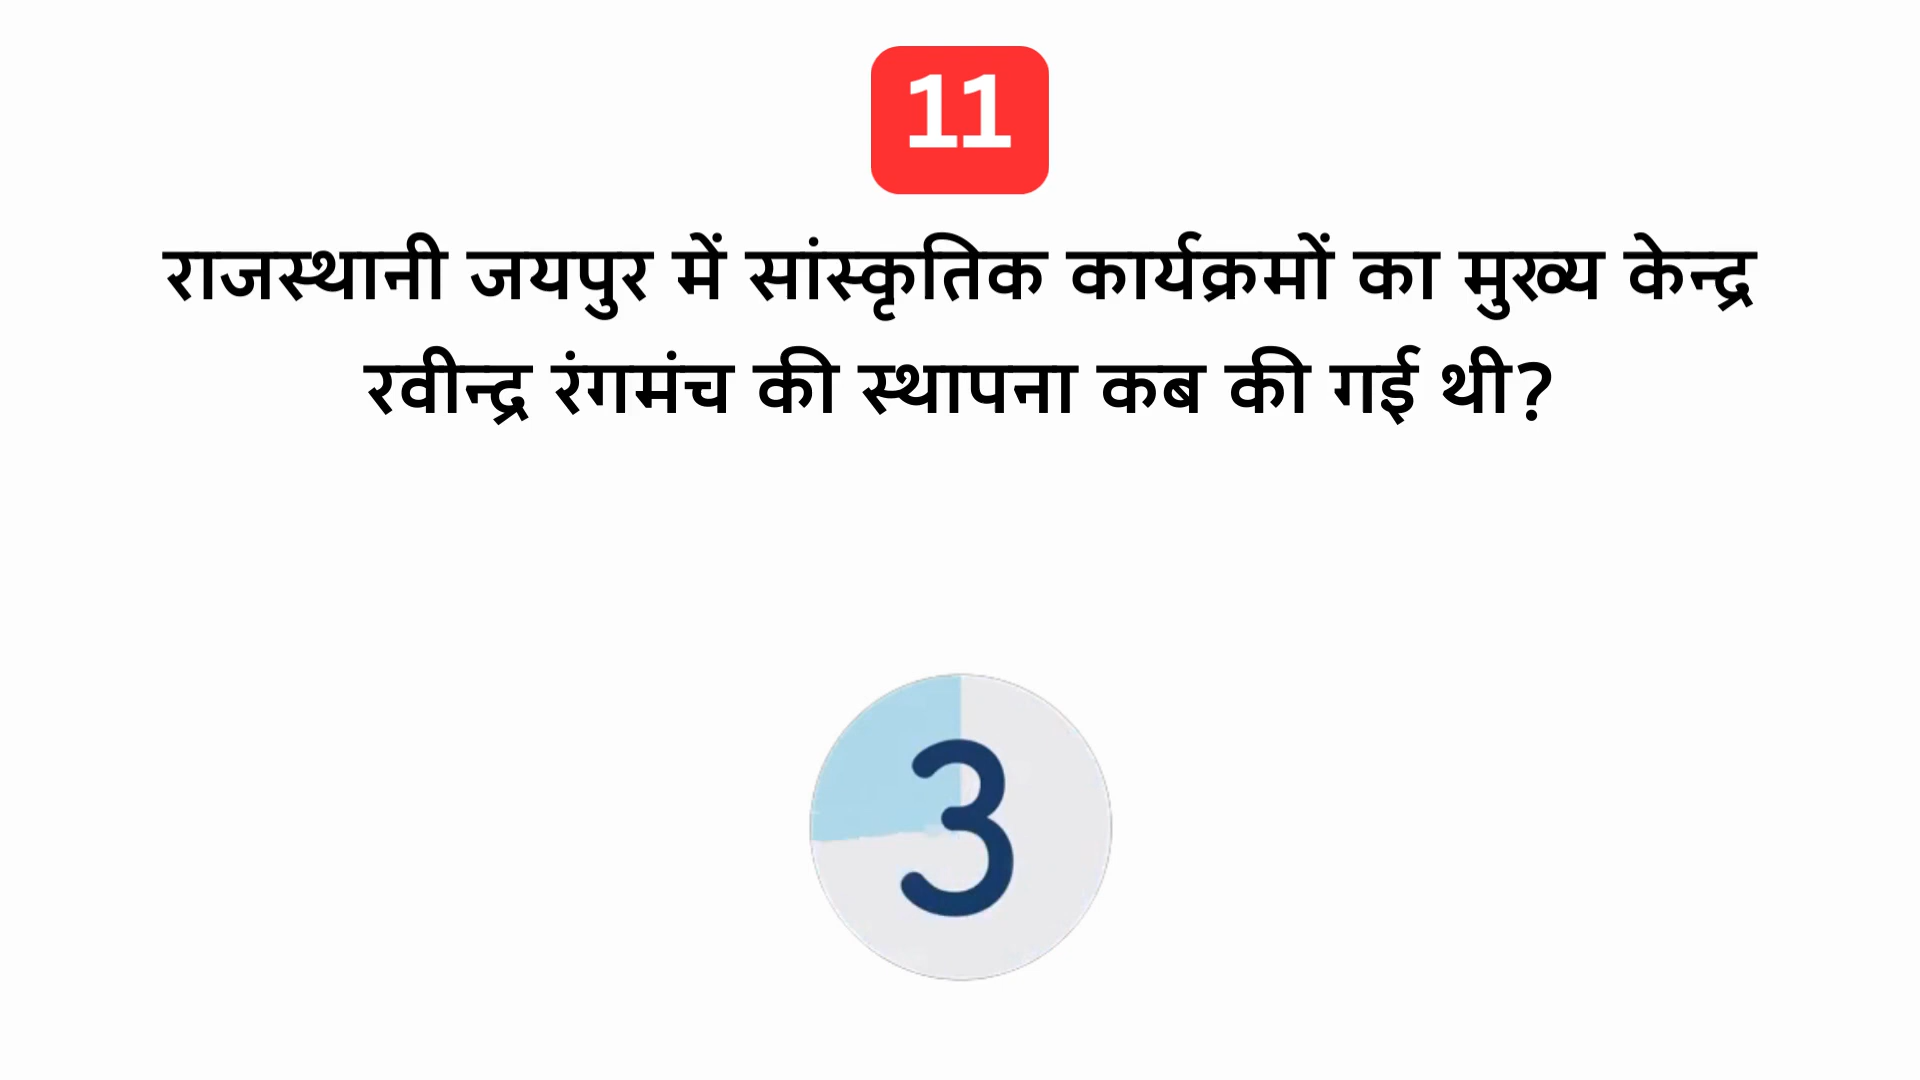 11
राजस्थानी जयपुर में सांस्कृतिक कार्यक्रमों का मुख्य केन्द्र
रवीन्द्र रंगमंच की स्थापना कब की गई थी?
3